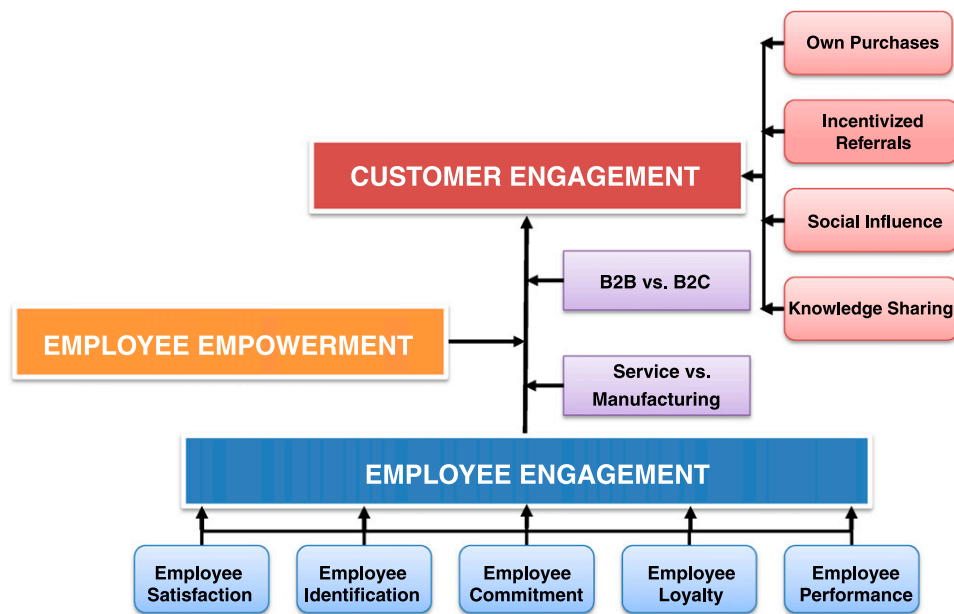 Own Purchases
Incentivized
Referrals
CUSTOMER ENGAGEMENT
Social Influence
B2B vs. B2C
Knowledge Sharing
EMPLOYEE EMPOWERMENT
Service vs.
Manufacturing
EMPLOYEE ENGAGEMENT
Employee
Satisfaction
Employee
Identification
Employee
Commitment
Employee
Loyalty
Employee
Performance